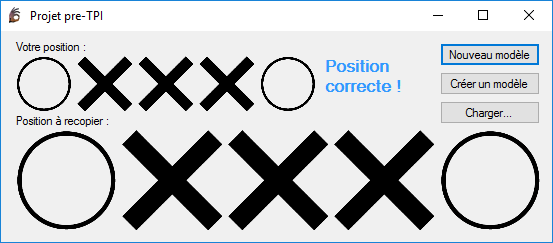 Projet pre-TPI
Votre position :
Position
correcte !
Nouveau modèle
Créer un modèle
Charger...
Position à recopier :